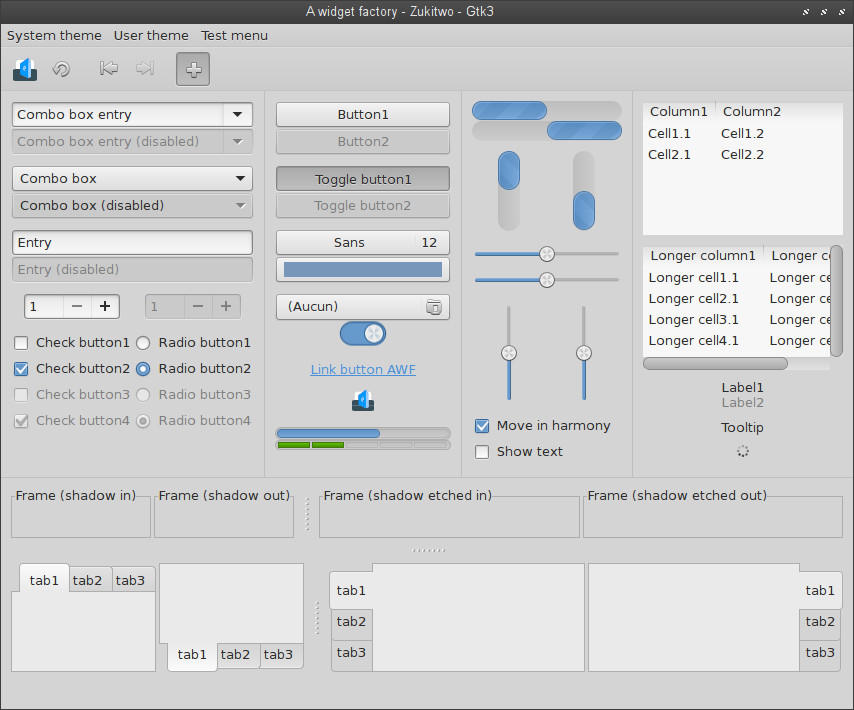 A widget factory - Zukitwo - Gtk3
System theme User theme Test menu
Combo box entry
Combo box entry (disabled)
Combo box
Combo box (disabled)
Entry
Entry (disabled)
1 − +
1 − +
Check button1 Radio button1
Check button2 Radio button2
Check button3 Radio button3
Check button4 Radio button4
Button1
Button2
Toggle button1
Toggle button2
Sans 12
(Aucun)
Link button AWF
Move in harmony
Show text
Column1 Column2
Cell1.1 Cell1.2
Cell2.1 Cell2.2
Longer column1 Longer c
Longer cell1.1 Longer ce
Longer cell2.1 Longer ce
Longer cell3.1 Longer ce
Longer cell4.1 Longer ce
Label1
Label2
Tooltip
Frame (shadow in) Frame (shadow out) Frame (shadow etched in) Frame (shadow etched out)
tab1 tab2 tab3
tab1 tab2 tab3
tab1
tab2
tab3
tab1
tab2
tab3